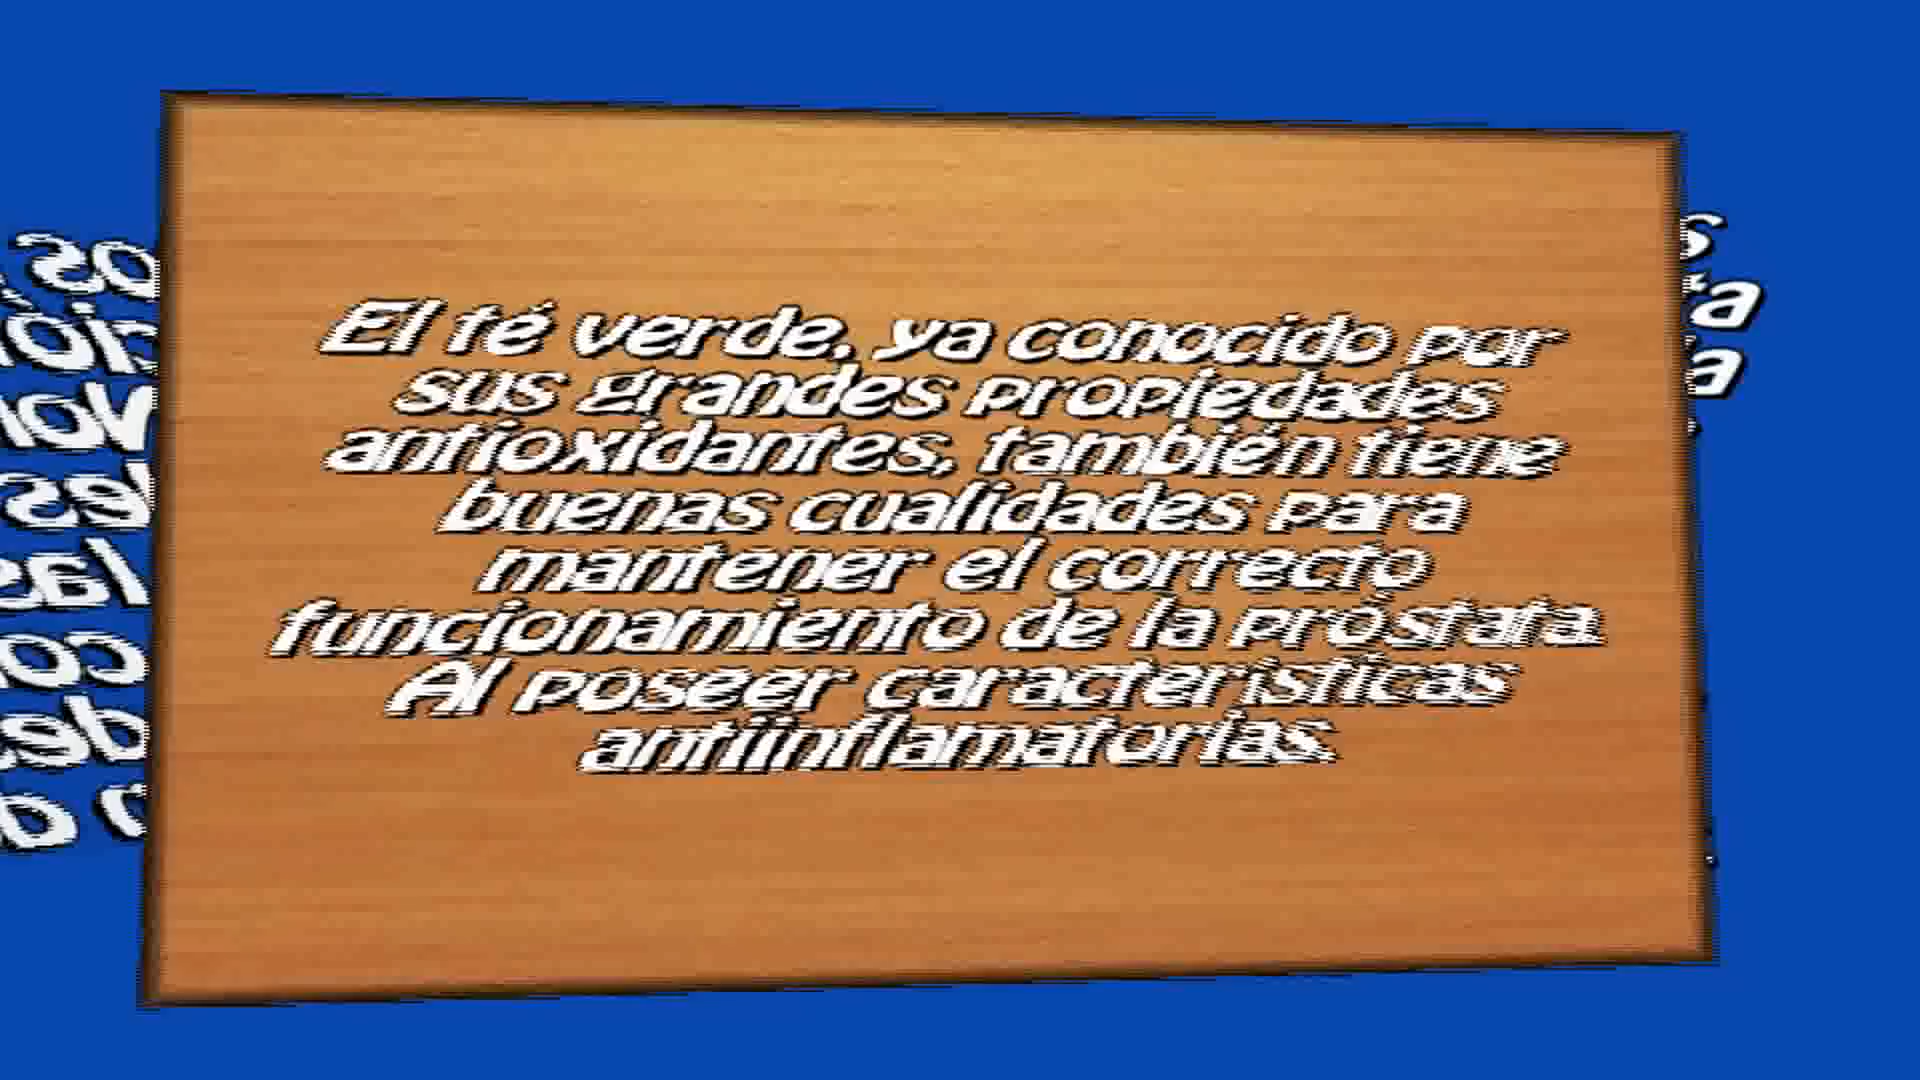 El té verde, ya conocido por
sus grandes propiedades
antioxidantes, también tiene
buenas cualidades para
mantener el correcto
funcionamiento de la próstata.
Al poseer características
antiinflamatorias.